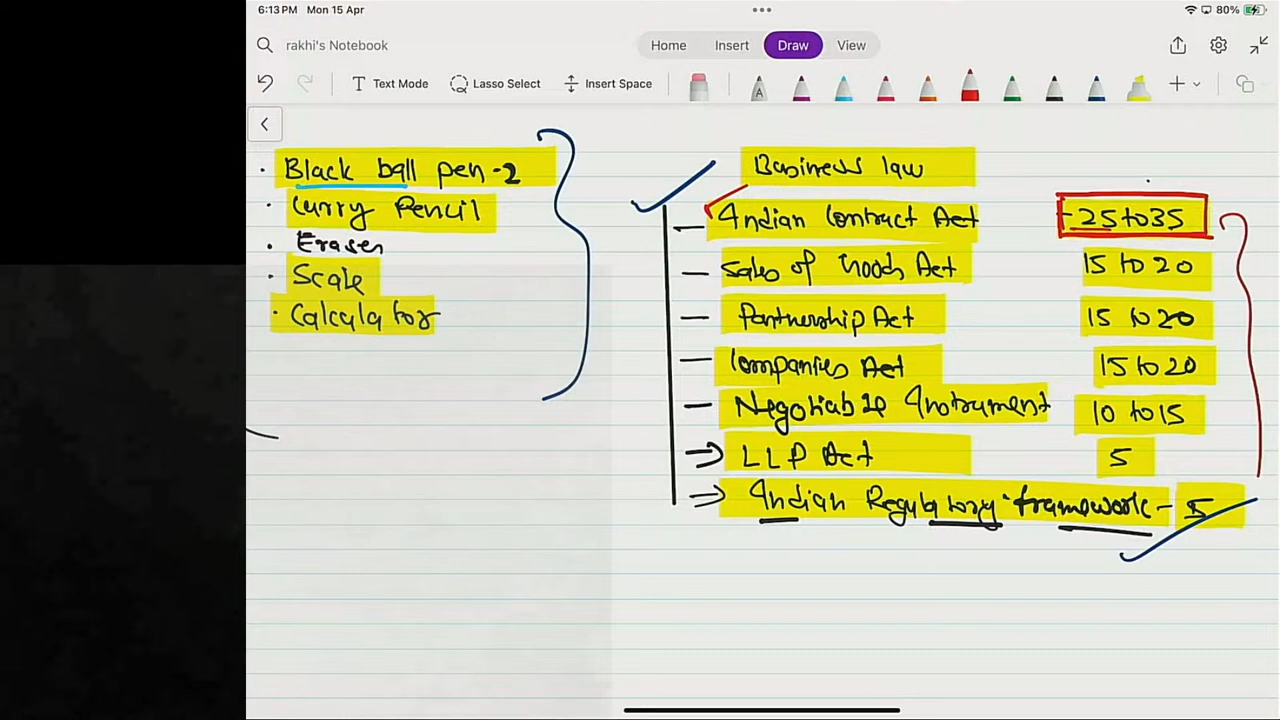 6:13 PM Mon 15 Apr
80%
rakhi's Notebook
Home Insert Draw View
Text Mode Lasso Select Insert Space
· Black ball pen - 2
· Curry Pencil
· Eraser
· Scale
· Calculator
Business law
— Indian Contract Act - 25 to 35
— Sales of Goods Act 15 to 20
— Partnership Act 15 to 20
— Companies Act 15 to 20
— Negotiable Instrument 10 to 15
⇒ LLP Act 5
⇒ Indian Regulatory framework - 5